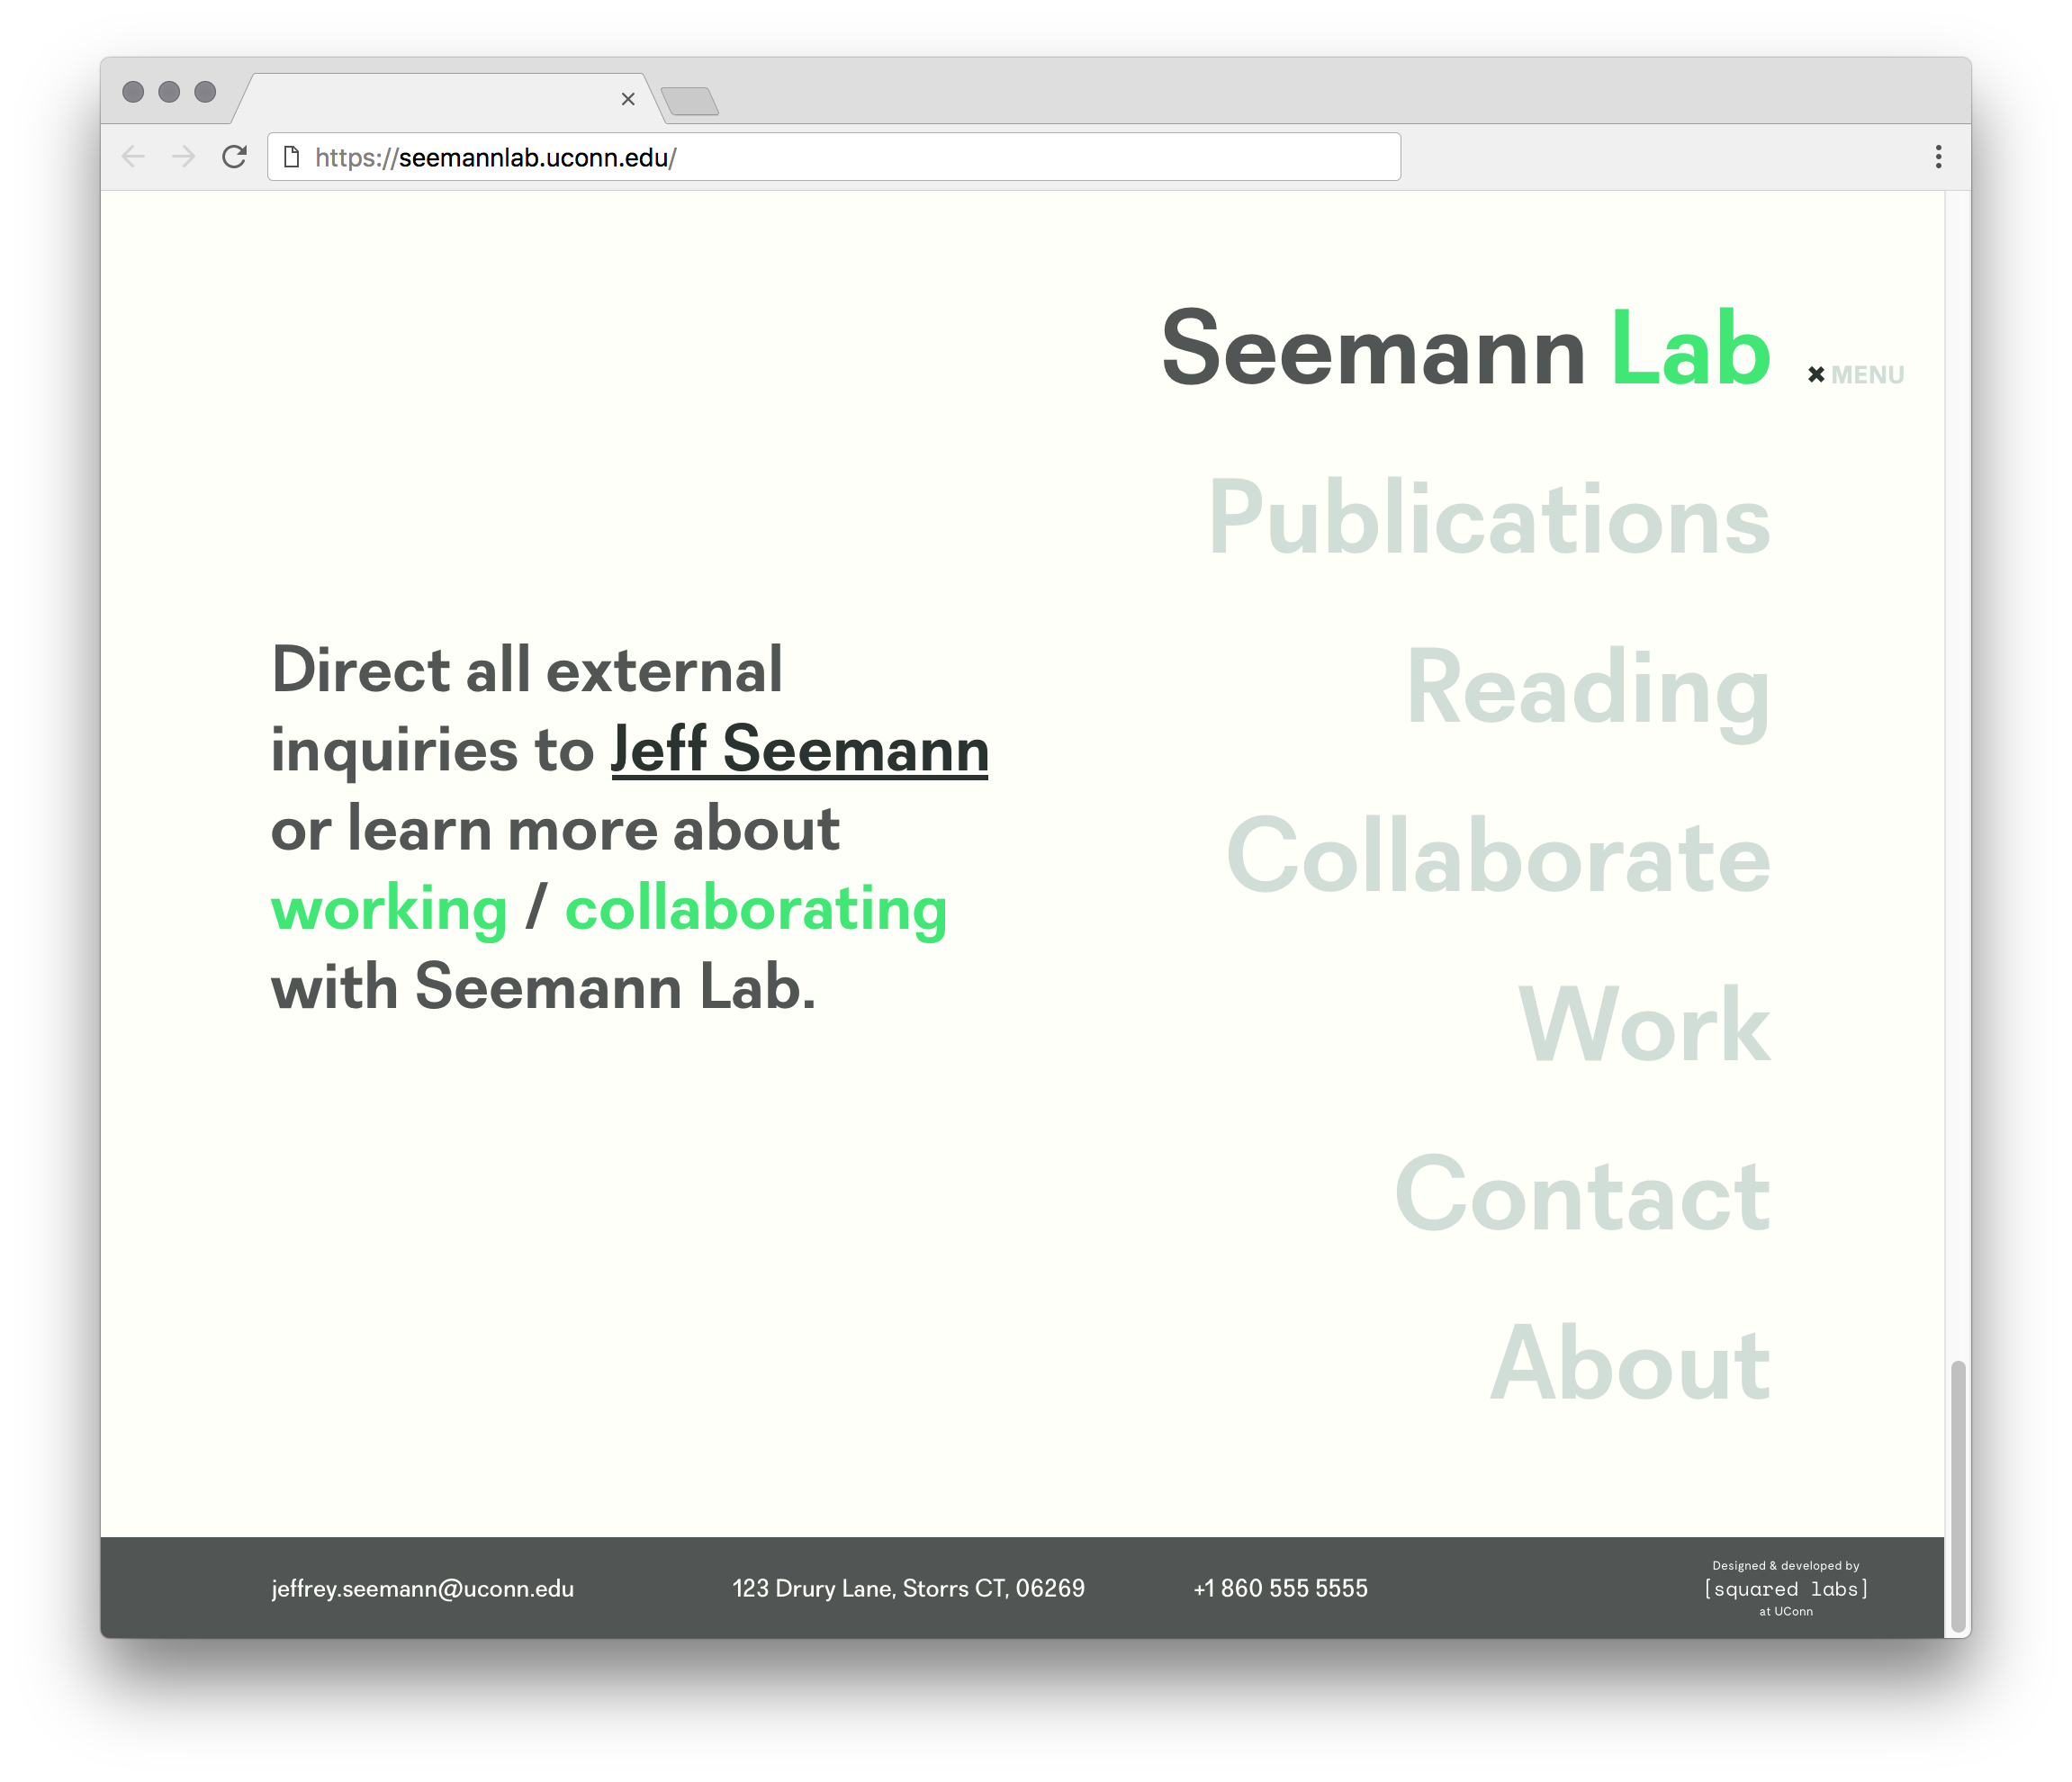 https://seemannlab.uconn.edu/
Seemann Lab
✖ MENU
Publications
Reading
Collaborate
Work
Contact
About
Direct all external
inquiries to Jeff Seemann
or learn more about
working / collaborating
with Seemann Lab.
jeffrey.seemann@uconn.edu
123 Drury Lane, Storrs CT, 06269
+1 860 555 5555
Designed & developed by
[squared labs]
at UConn